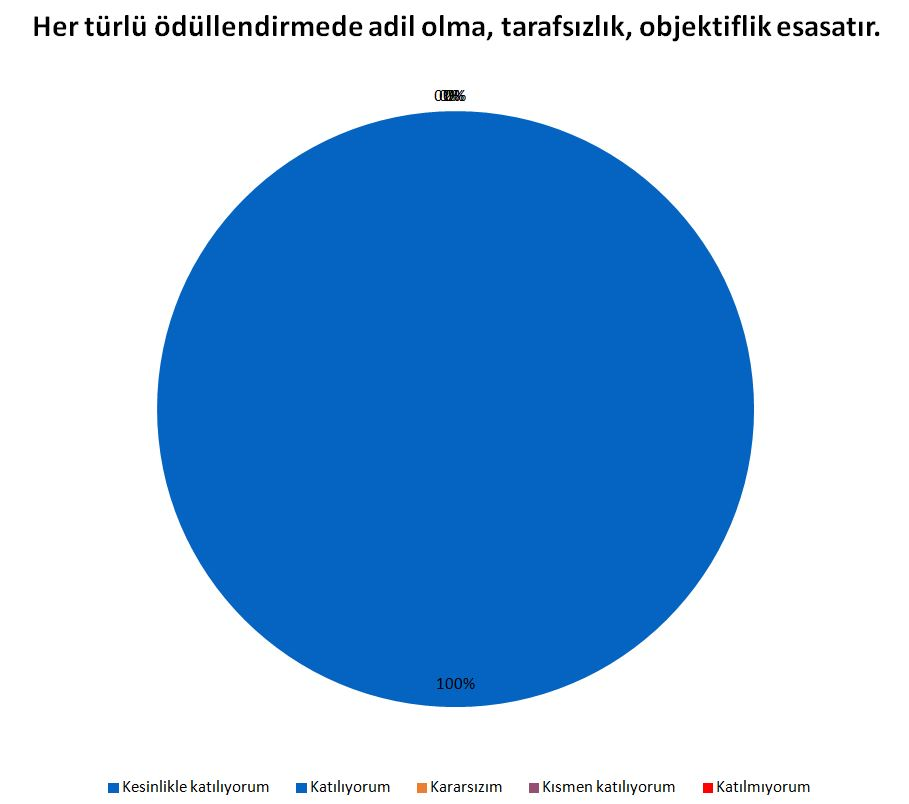 Her türlü ödüllendirmede adil olma, tarafsızlık, objektiflik esasatır.
100%
Kesinlikle katılıyorum Katılıyorum Kararsızım Kısmen katılıyorum Katılmıyorum